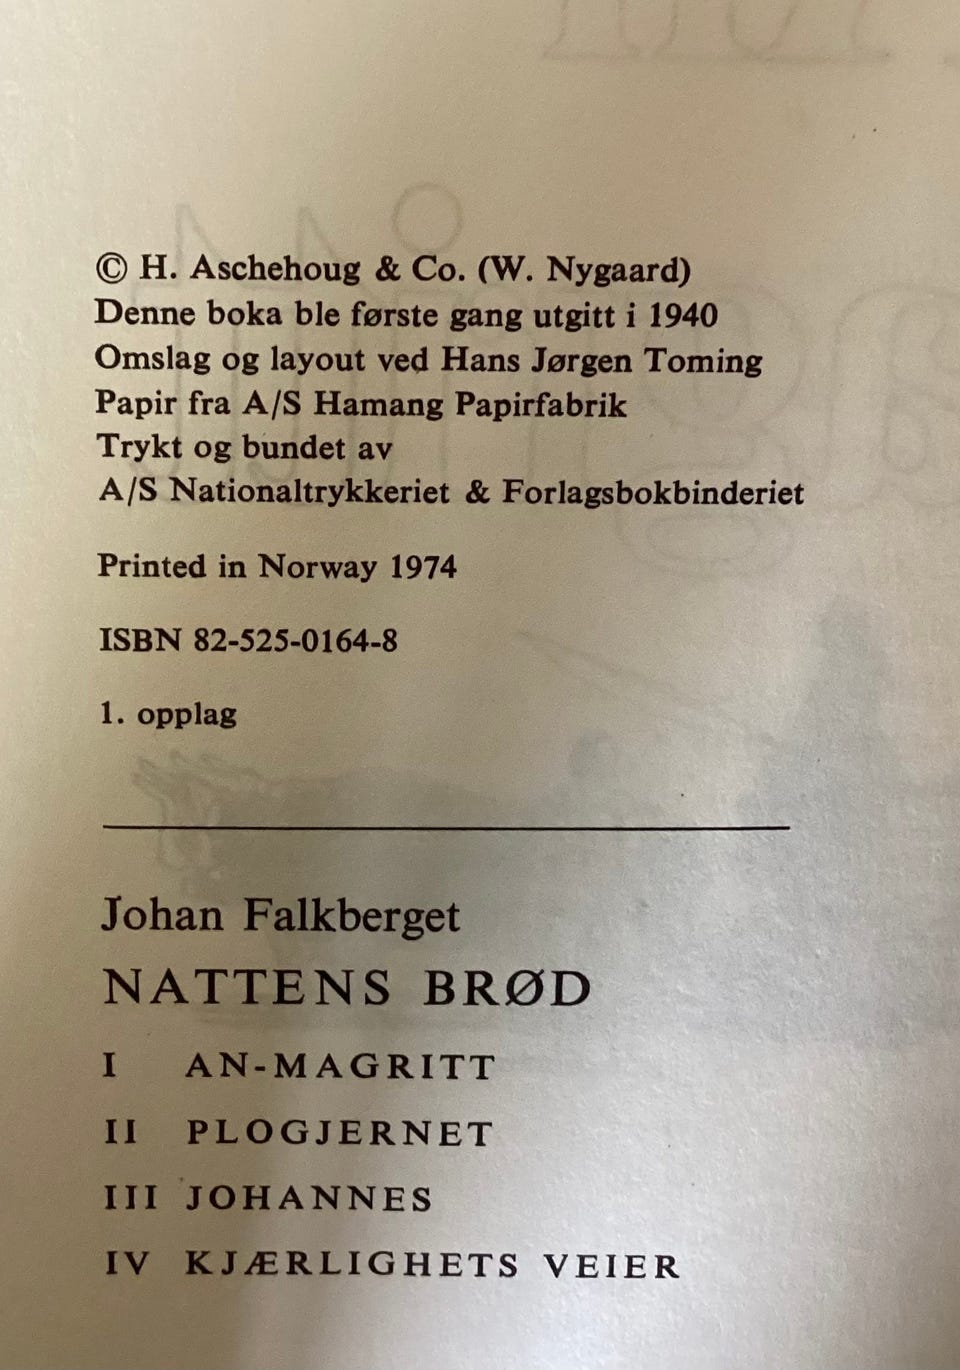 © H. Aschehoug & Co. (W. Nygaard)
Denne boka ble første gang utgitt i 1940
Omslag og layout ved Hans Jørgen Toming
Papir fra A/S Hamang Papirfabrik
Trykt og bundet av
A/S Nationaltrykkeriet & Forlagsbokbinderiet
Printed in Norway 1974
ISBN 82-525-0164-8
1. opplag
Johan Falkberget
NATTENS BRØD
I AN-MAGRITT
II PLOGJERNET
III JOHANNES
IV KJÆRLIGHETS VEIER